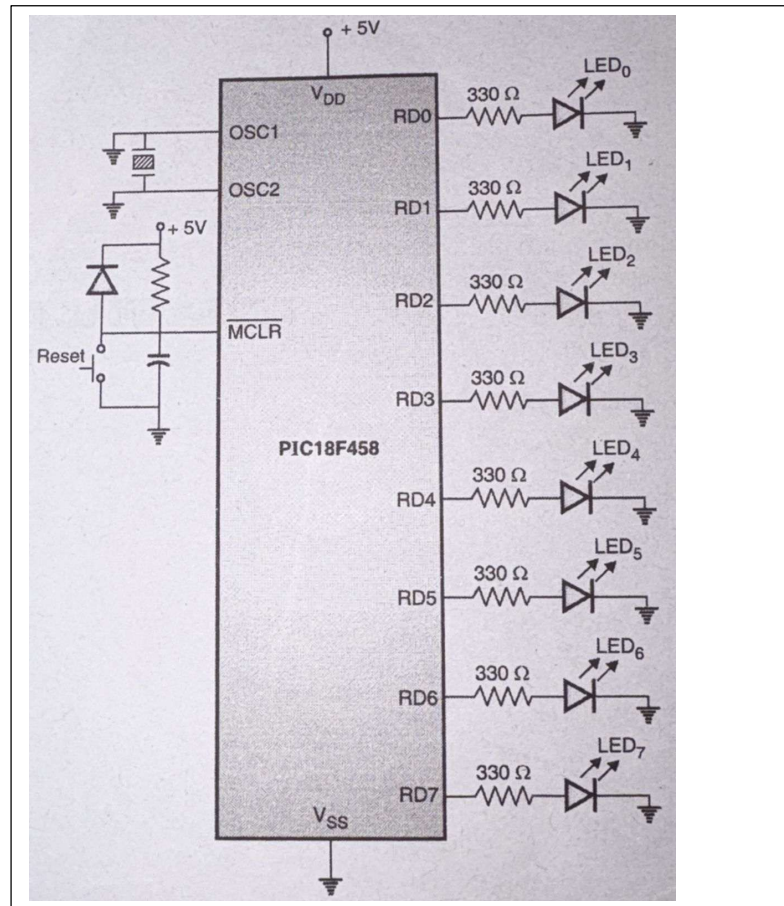 + 5V
V_DD
OSC1
OSC2
+ 5V
MCLR
Reset
PIC18F458
V_SS
RD0 330 Ω LED_0
RD1 330 Ω LED_1
RD2 330 Ω LED_2
RD3 330 Ω LED_3
RD4 330 Ω LED_4
RD5 330 Ω LED_5
RD6 330 Ω LED_6
RD7 330 Ω LED_7